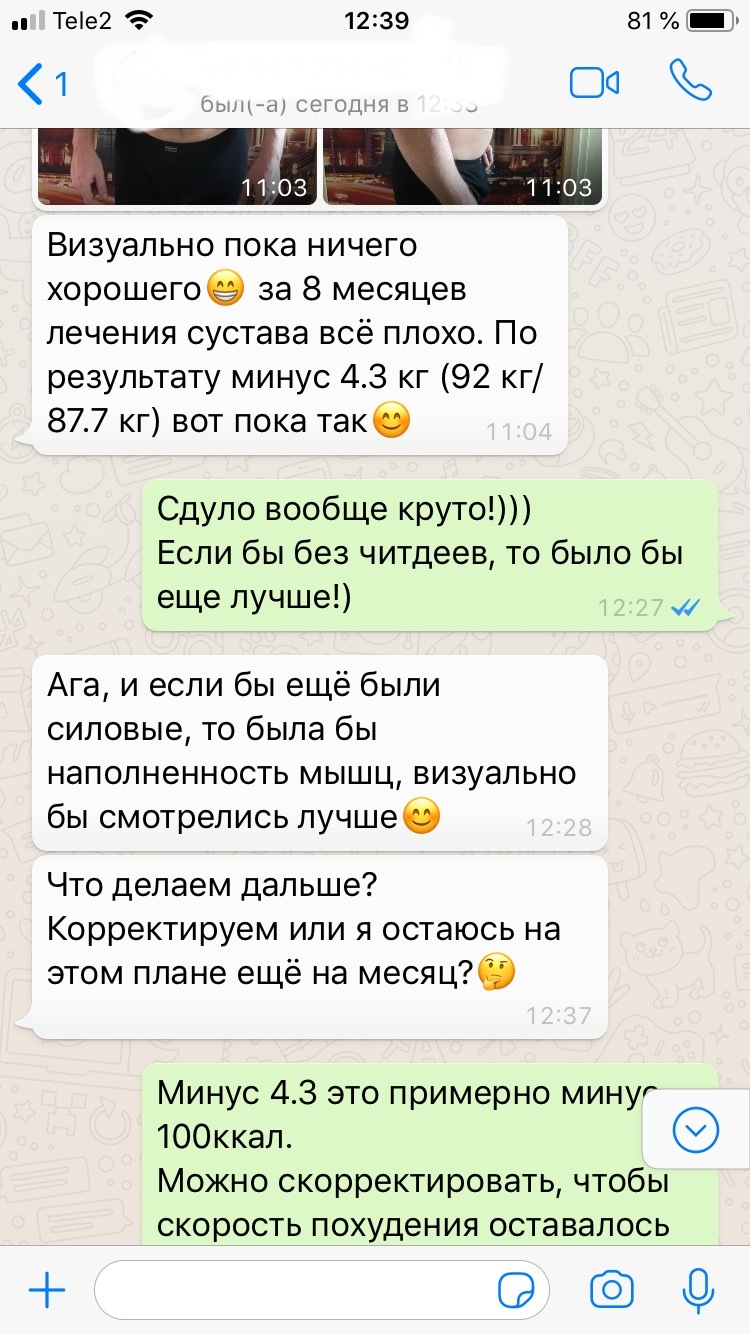 Tele2 12:39 81 %
1
был(-а) сегодня в 12:33
11:03 11:03
Визуально пока ничего
хорошего😁 за 8 месяцев
лечения сустава всё плохо. По
результату минус 4.3 кг (92 кг/
87.7 кг) вот пока так😊 11:04
Сдуло вообще круто!)))
Если бы без читдеев, то было бы
еще лучше!) 12:27
Ага, и если бы ещё были
силовые, то была бы
наполненность мышц, визуально
бы смотрелись лучше😊 12:28
Что делаем дальше?
Корректируем или я остаюсь на
этом плане ещё на месяц?🤔
12:37
Минус 4.3 это примерно минус
100ккал.
Можно скорректировать, чтобы
скорость похудения оставалось